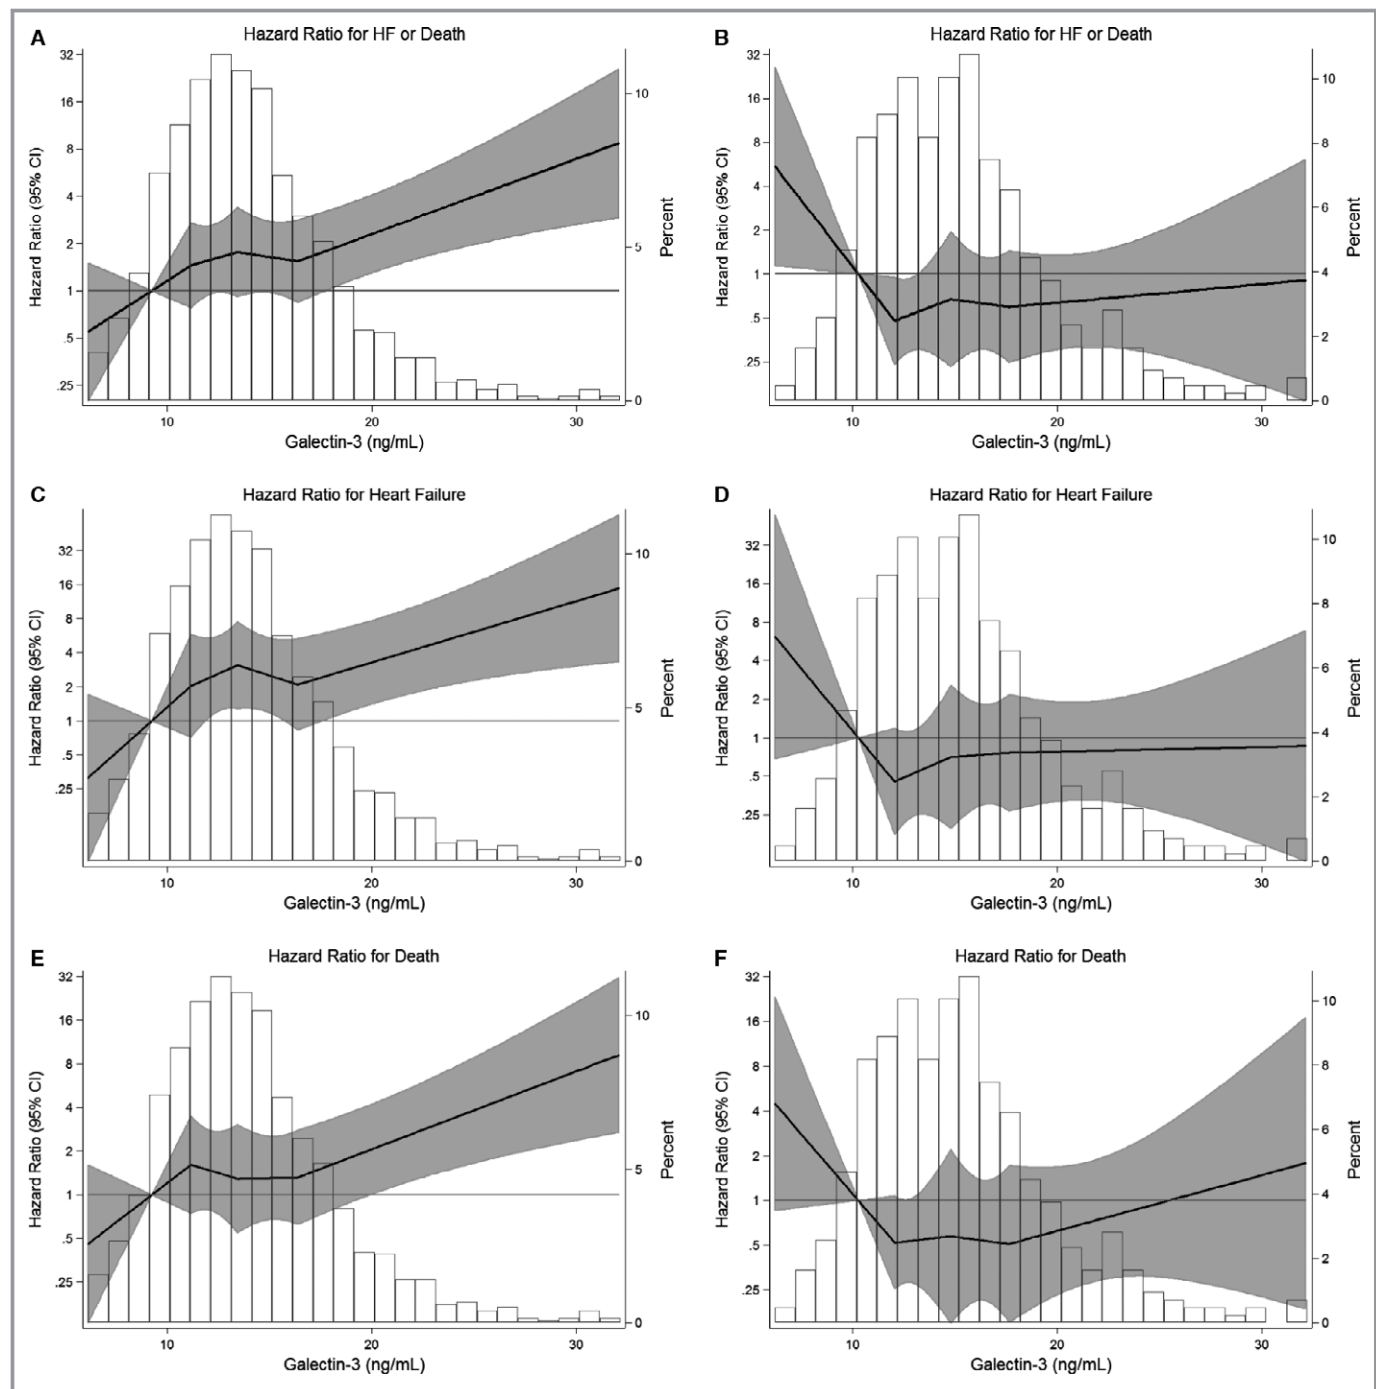 A
Hazard Ratio for HF or Death
32
16
8
4
2
1
.5
.25
Hazard Ratio (95% CI)
10
5
0
Percent
10 20 30
Galectin-3 (ng/mL)
B
Hazard Ratio for HF or Death
32
16
8
4
2
1
.5
.25
Hazard Ratio (95% CI)
10
8
6
4
2
0
Percent
10 20 30
Galectin-3 (ng/mL)
C
Hazard Ratio for Heart Failure
32
16
8
4
2
1
.5
.25
Hazard Ratio (95% CI)
10
5
0
Percent
10 20 30
Galectin-3 (ng/mL)
D
Hazard Ratio for Heart Failure
32
16
8
4
2
1
.5
.25
Hazard Ratio (95% CI)
10
8
6
4
2
0
Percent
10 20 30
Galectin-3 (ng/mL)
E
Hazard Ratio for Death
32
16
8
4
2
1
.5
.25
Hazard Ratio (95% CI)
10
5
0
Percent
10 20 30
Galectin-3 (ng/mL)
F
Hazard Ratio for Death
32
16
8
4
2
1
.5
.25
Hazard Ratio (95% CI)
10
8
6
4
2
0
Percent
10 20 30
Galectin-3 (ng/mL)